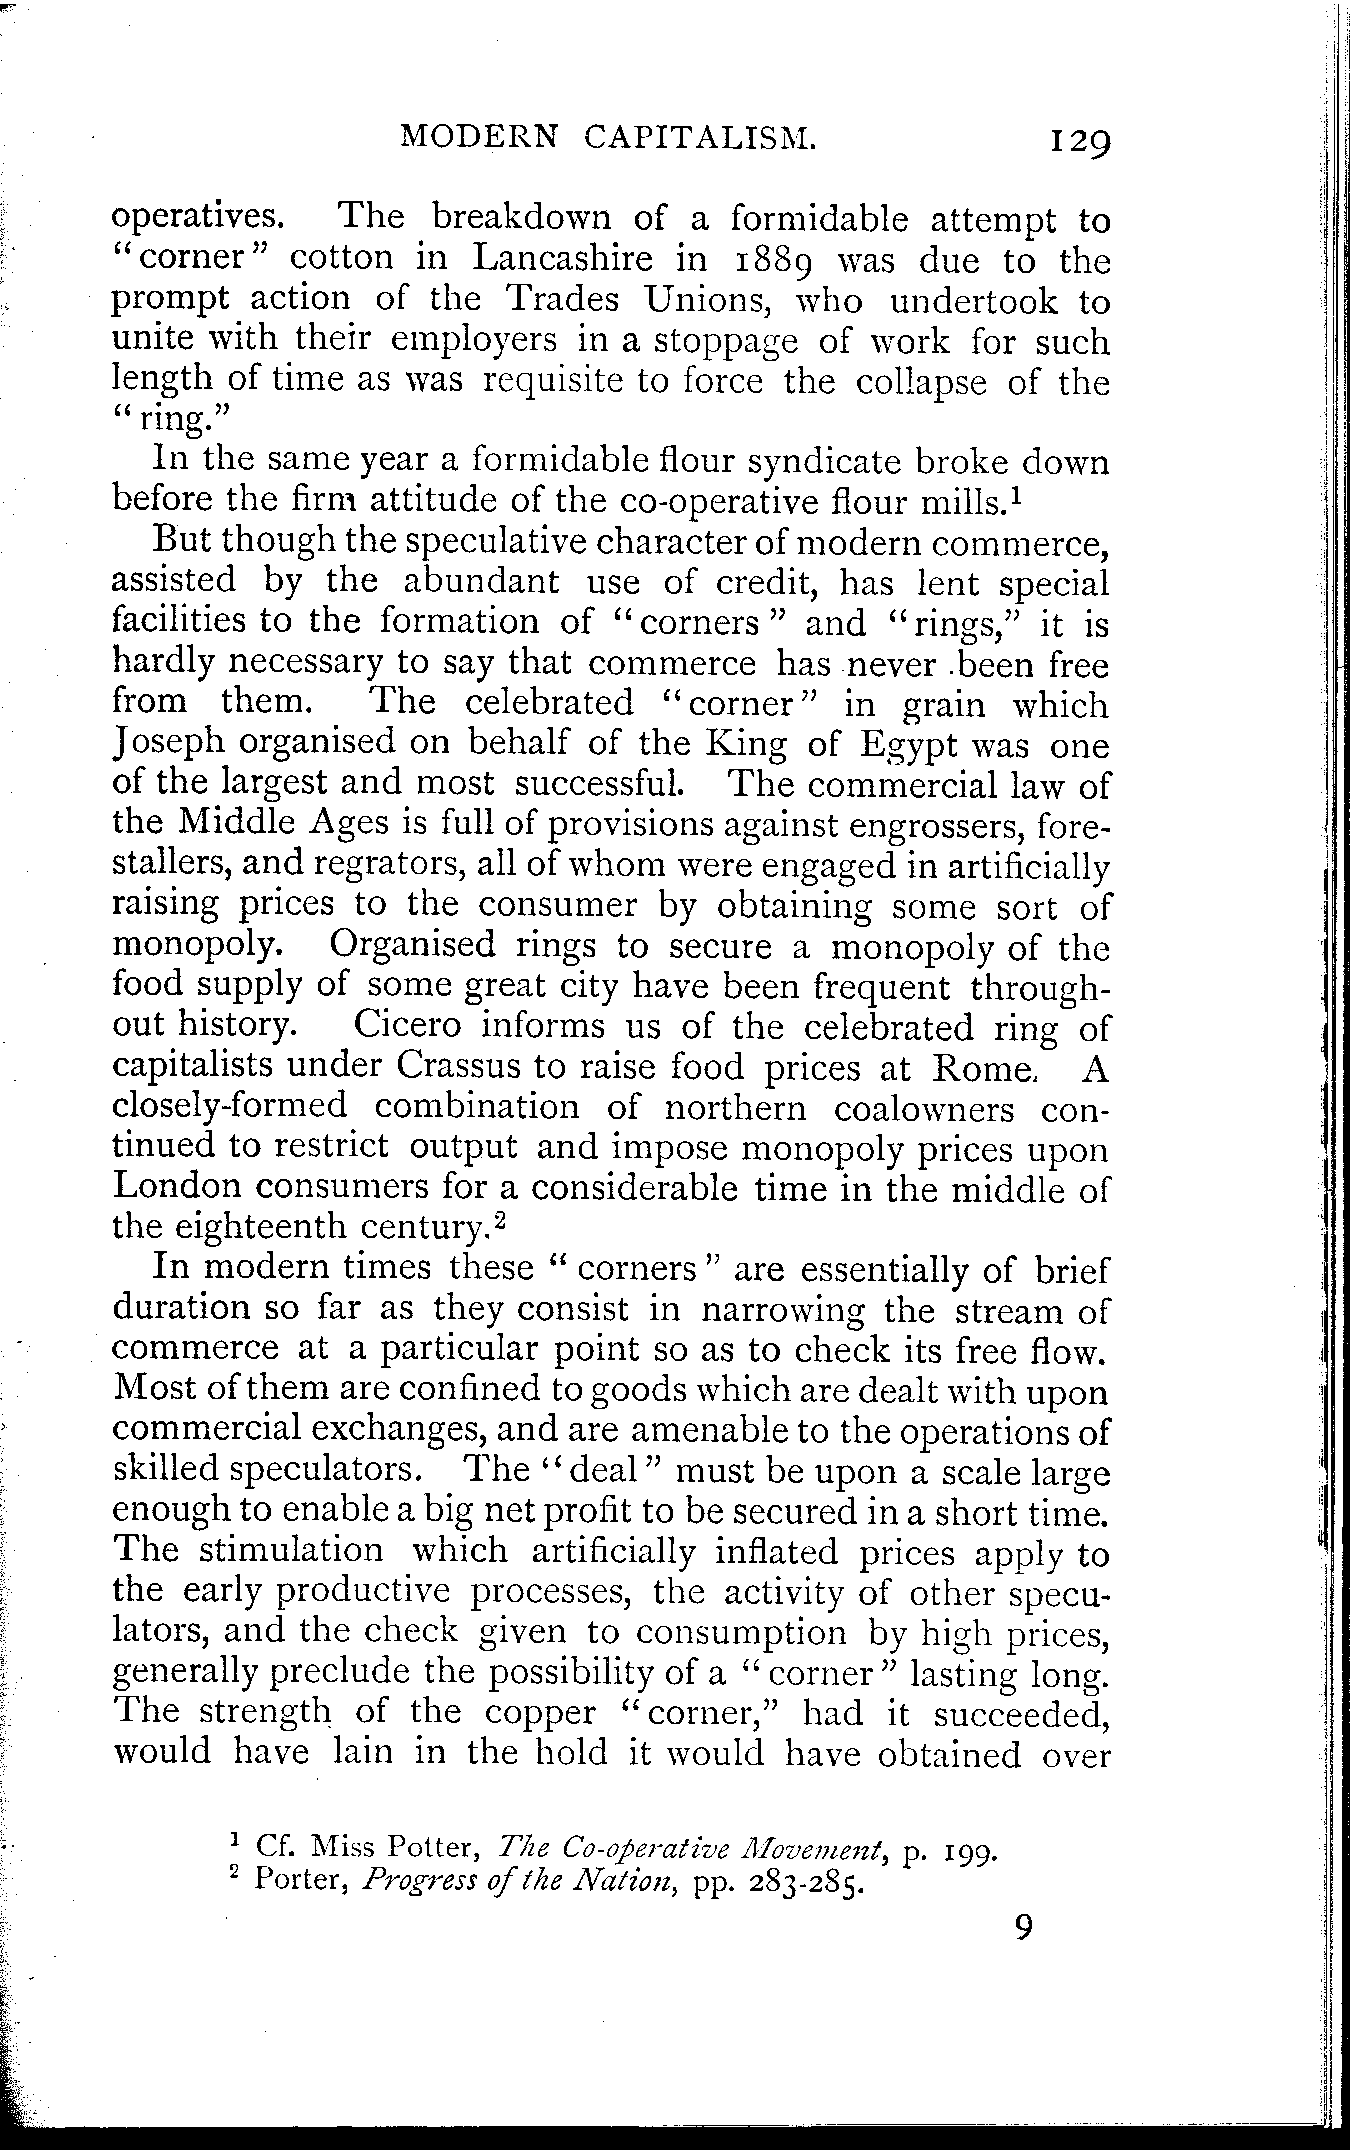 MODERN CAPITALISM. 129
operatives. The breakdown of a formidable attempt to
“corner” cotton in Lancashire in 1889 was due to the
prompt action of the Trades Unions, who undertook to
unite with their employers in a stoppage of work for such
length of time as was requisite to force the collapse of the
“ring.”
In the same year a formidable flour syndicate broke down
before the firm attitude of the co-operative flour mills.¹
But though the speculative character of modern commerce,
assisted by the abundant use of credit, has lent special
facilities to the formation of “corners” and “rings,” it is
hardly necessary to say that commerce has never been free
from them. The celebrated “corner” in grain which
Joseph organised on behalf of the King of Egypt was one
of the largest and most successful. The commercial law of
the Middle Ages is full of provisions against engrossers, fore-
stallers, and regrators, all of whom were engaged in artificially
raising prices to the consumer by obtaining some sort of
monopoly. Organised rings to secure a monopoly of the
food supply of some great city have been frequent through-
out history. Cicero informs us of the celebrated ring of
capitalists under Crassus to raise food prices at Rome. A
closely-formed combination of northern coalowners con-
tinued to restrict output and impose monopoly prices upon
London consumers for a considerable time in the middle of
the eighteenth century.²
In modern times these “corners” are essentially of brief
duration so far as they consist in narrowing the stream of
commerce at a particular point so as to check its free flow.
Most of them are confined to goods which are dealt with upon
commercial exchanges, and are amenable to the operations of
skilled speculators. The “deal” must be upon a scale large
enough to enable a big net profit to be secured in a short time.
The stimulation which artificially inflated prices apply to
the early productive processes, the activity of other specu-
lators, and the check given to consumption by high prices,
generally preclude the possibility of a “corner” lasting long.
The strength of the copper “corner,” had it succeeded,
would have lain in the hold it would have obtained over
¹ Cf. Miss Potter, The Co-operative Movement, p. 199.
² Porter, Progress of the Nation, pp. 283-285.
9